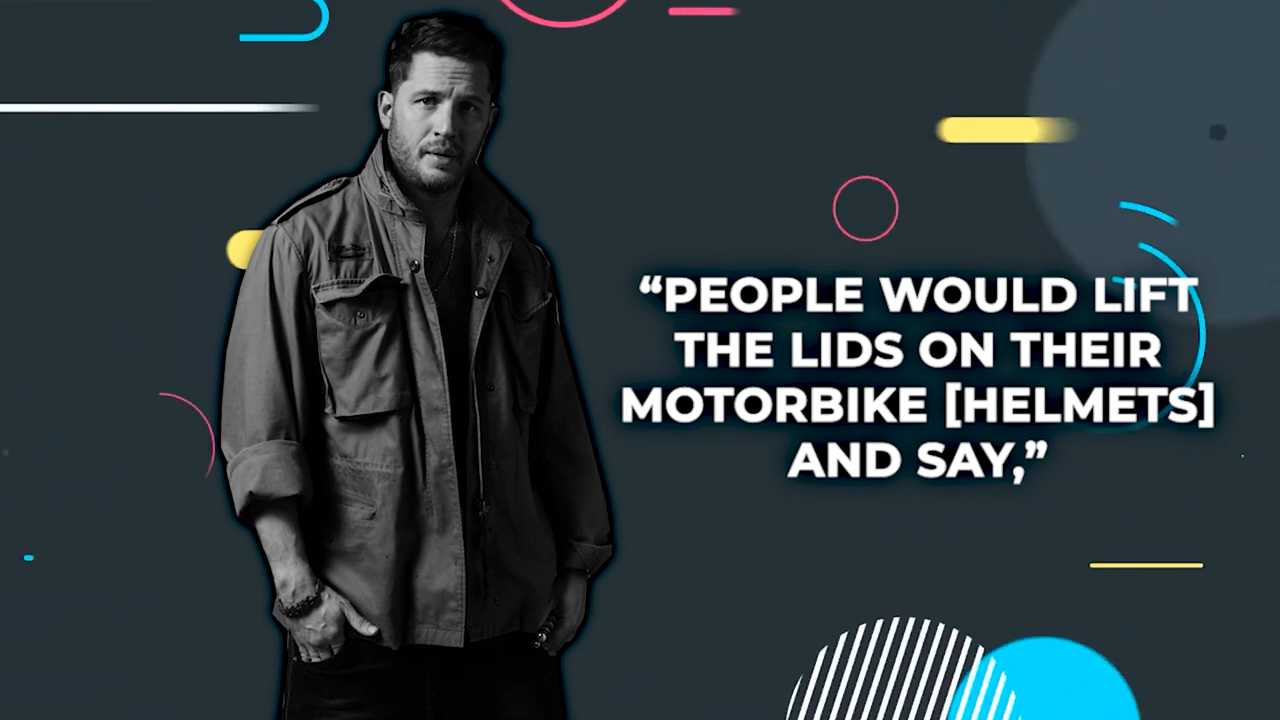 “PEOPLE WOULD LIFT
THE LIDS ON THEIR
MOTORBIKE [HELMETS]
AND SAY,”